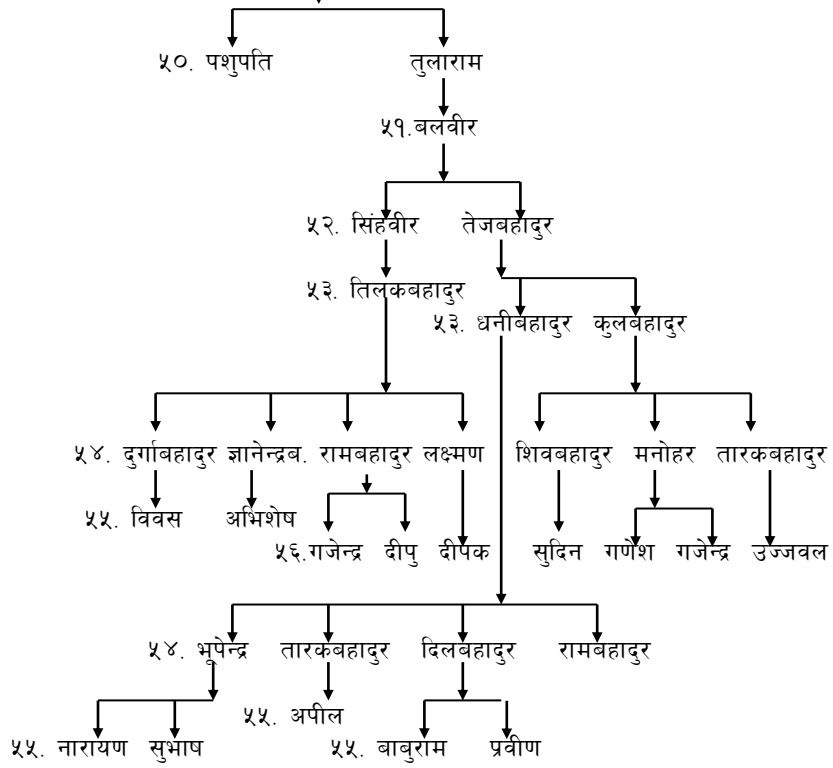 ५०. पशुपति तुलाराम
५१.बलवीर
५२. सिंहवीर तेजबहादुर
५३. तिलकबहादुर
५३. धनीबहादुर कुलबहादुर
५४. दुर्गाबहादुर ज्ञानेन्द्रब. रामबहादुर लक्ष्मण शिवबहादुर मनोहर तारकबहादुर
५५. विवस अभिशेष
५६.गजेन्द्र दीपु दीपक सुदिन गणेश गजेन्द्र उज्जवल
५४. भूपेन्द्र तारकबहादुर दिलबहादुर रामबहादुर
५५. अपील
५५. नारायण सुभाष ५५. बाबुराम प्रवीण